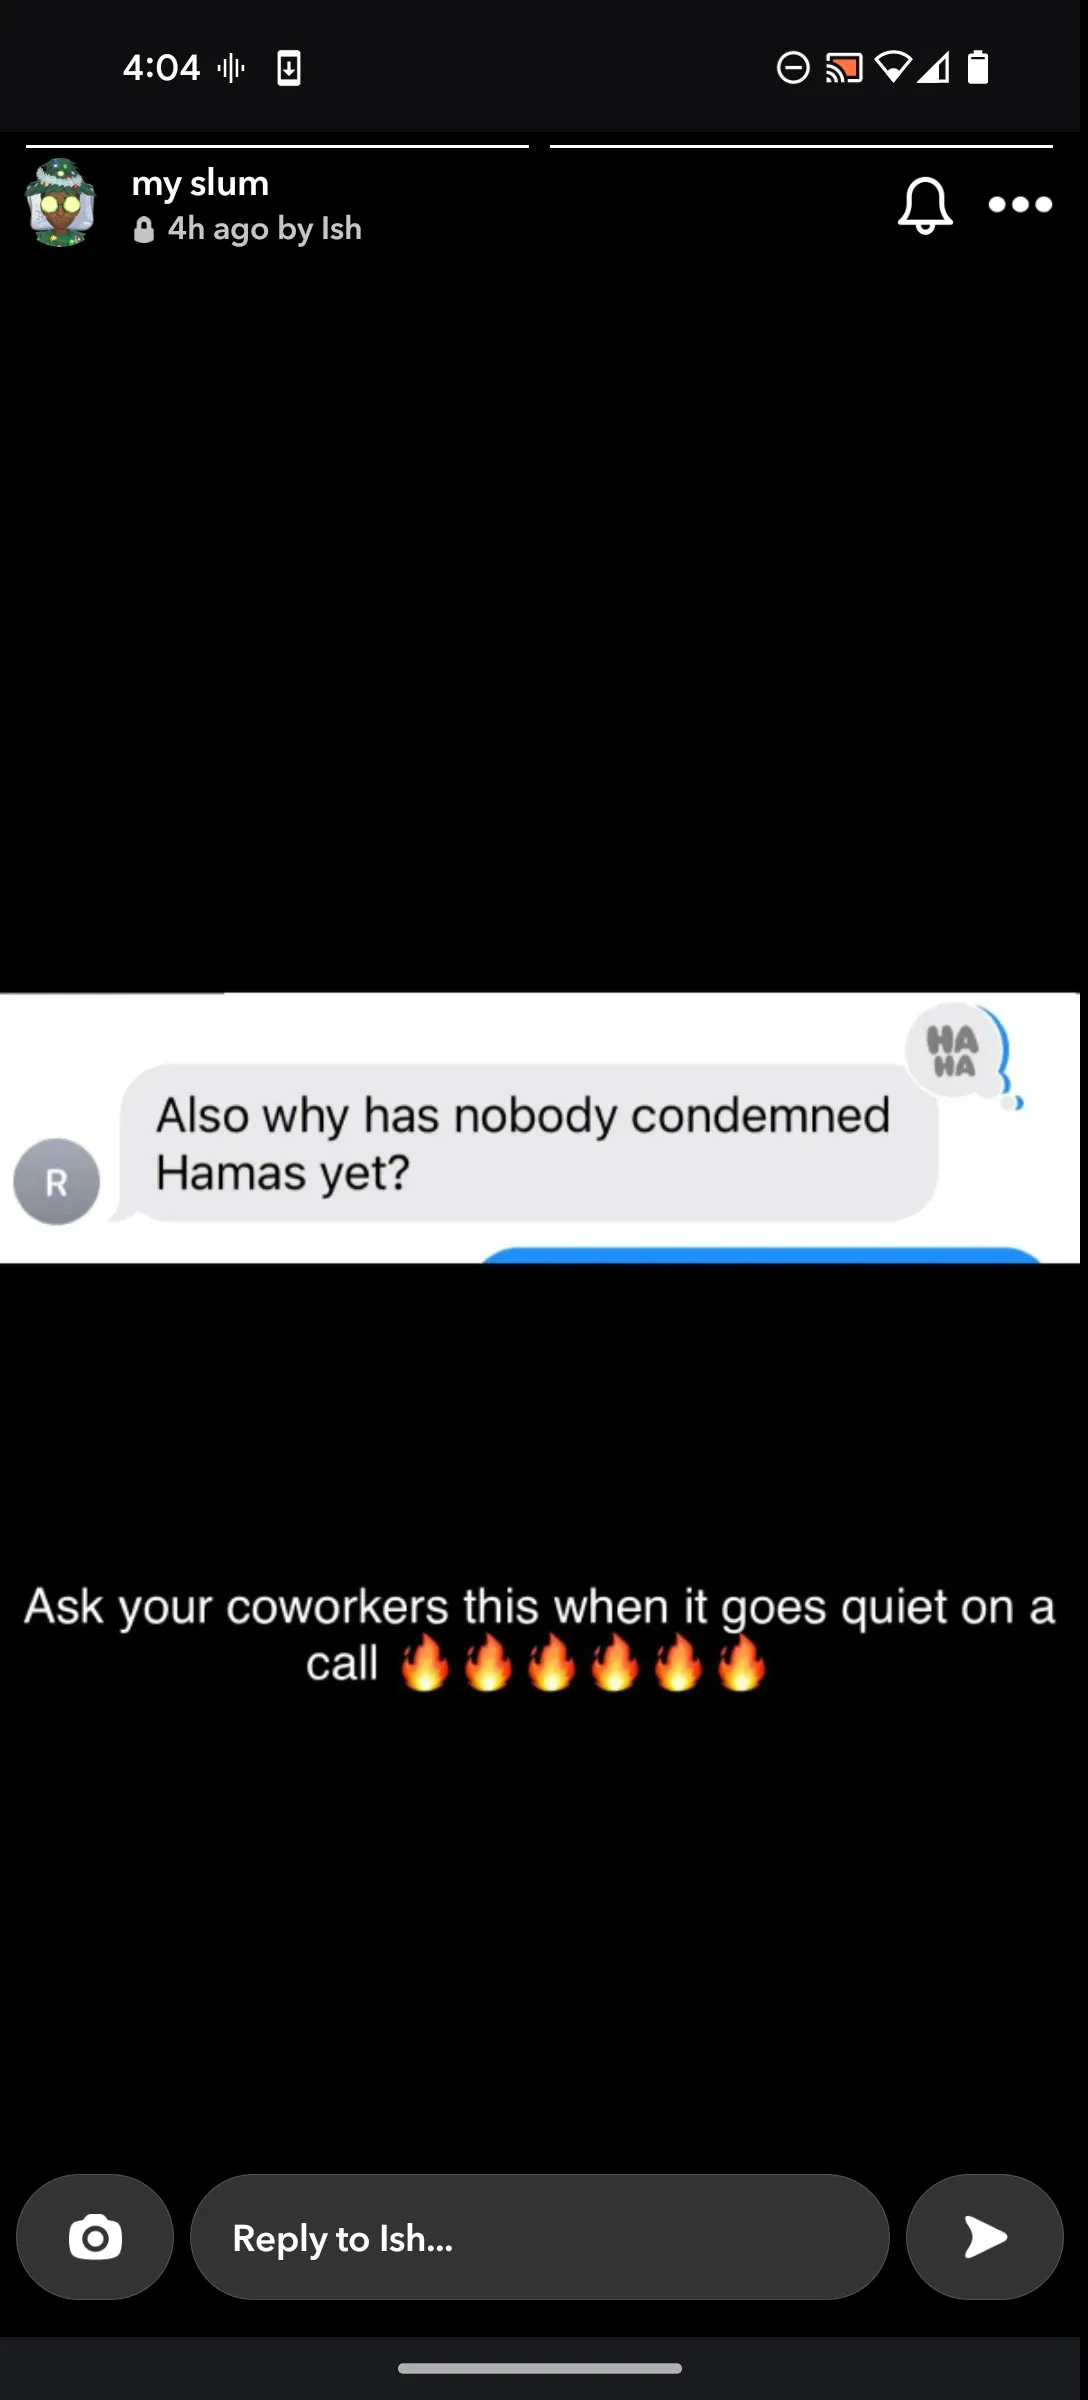 4:04
my slum
4h ago by Ish
HA
HA
Also why has nobody condemned
Hamas yet?
R
Ask your coworkers this when it goes quiet on a
call 🔥🔥🔥🔥🔥🔥
Reply to Ish...